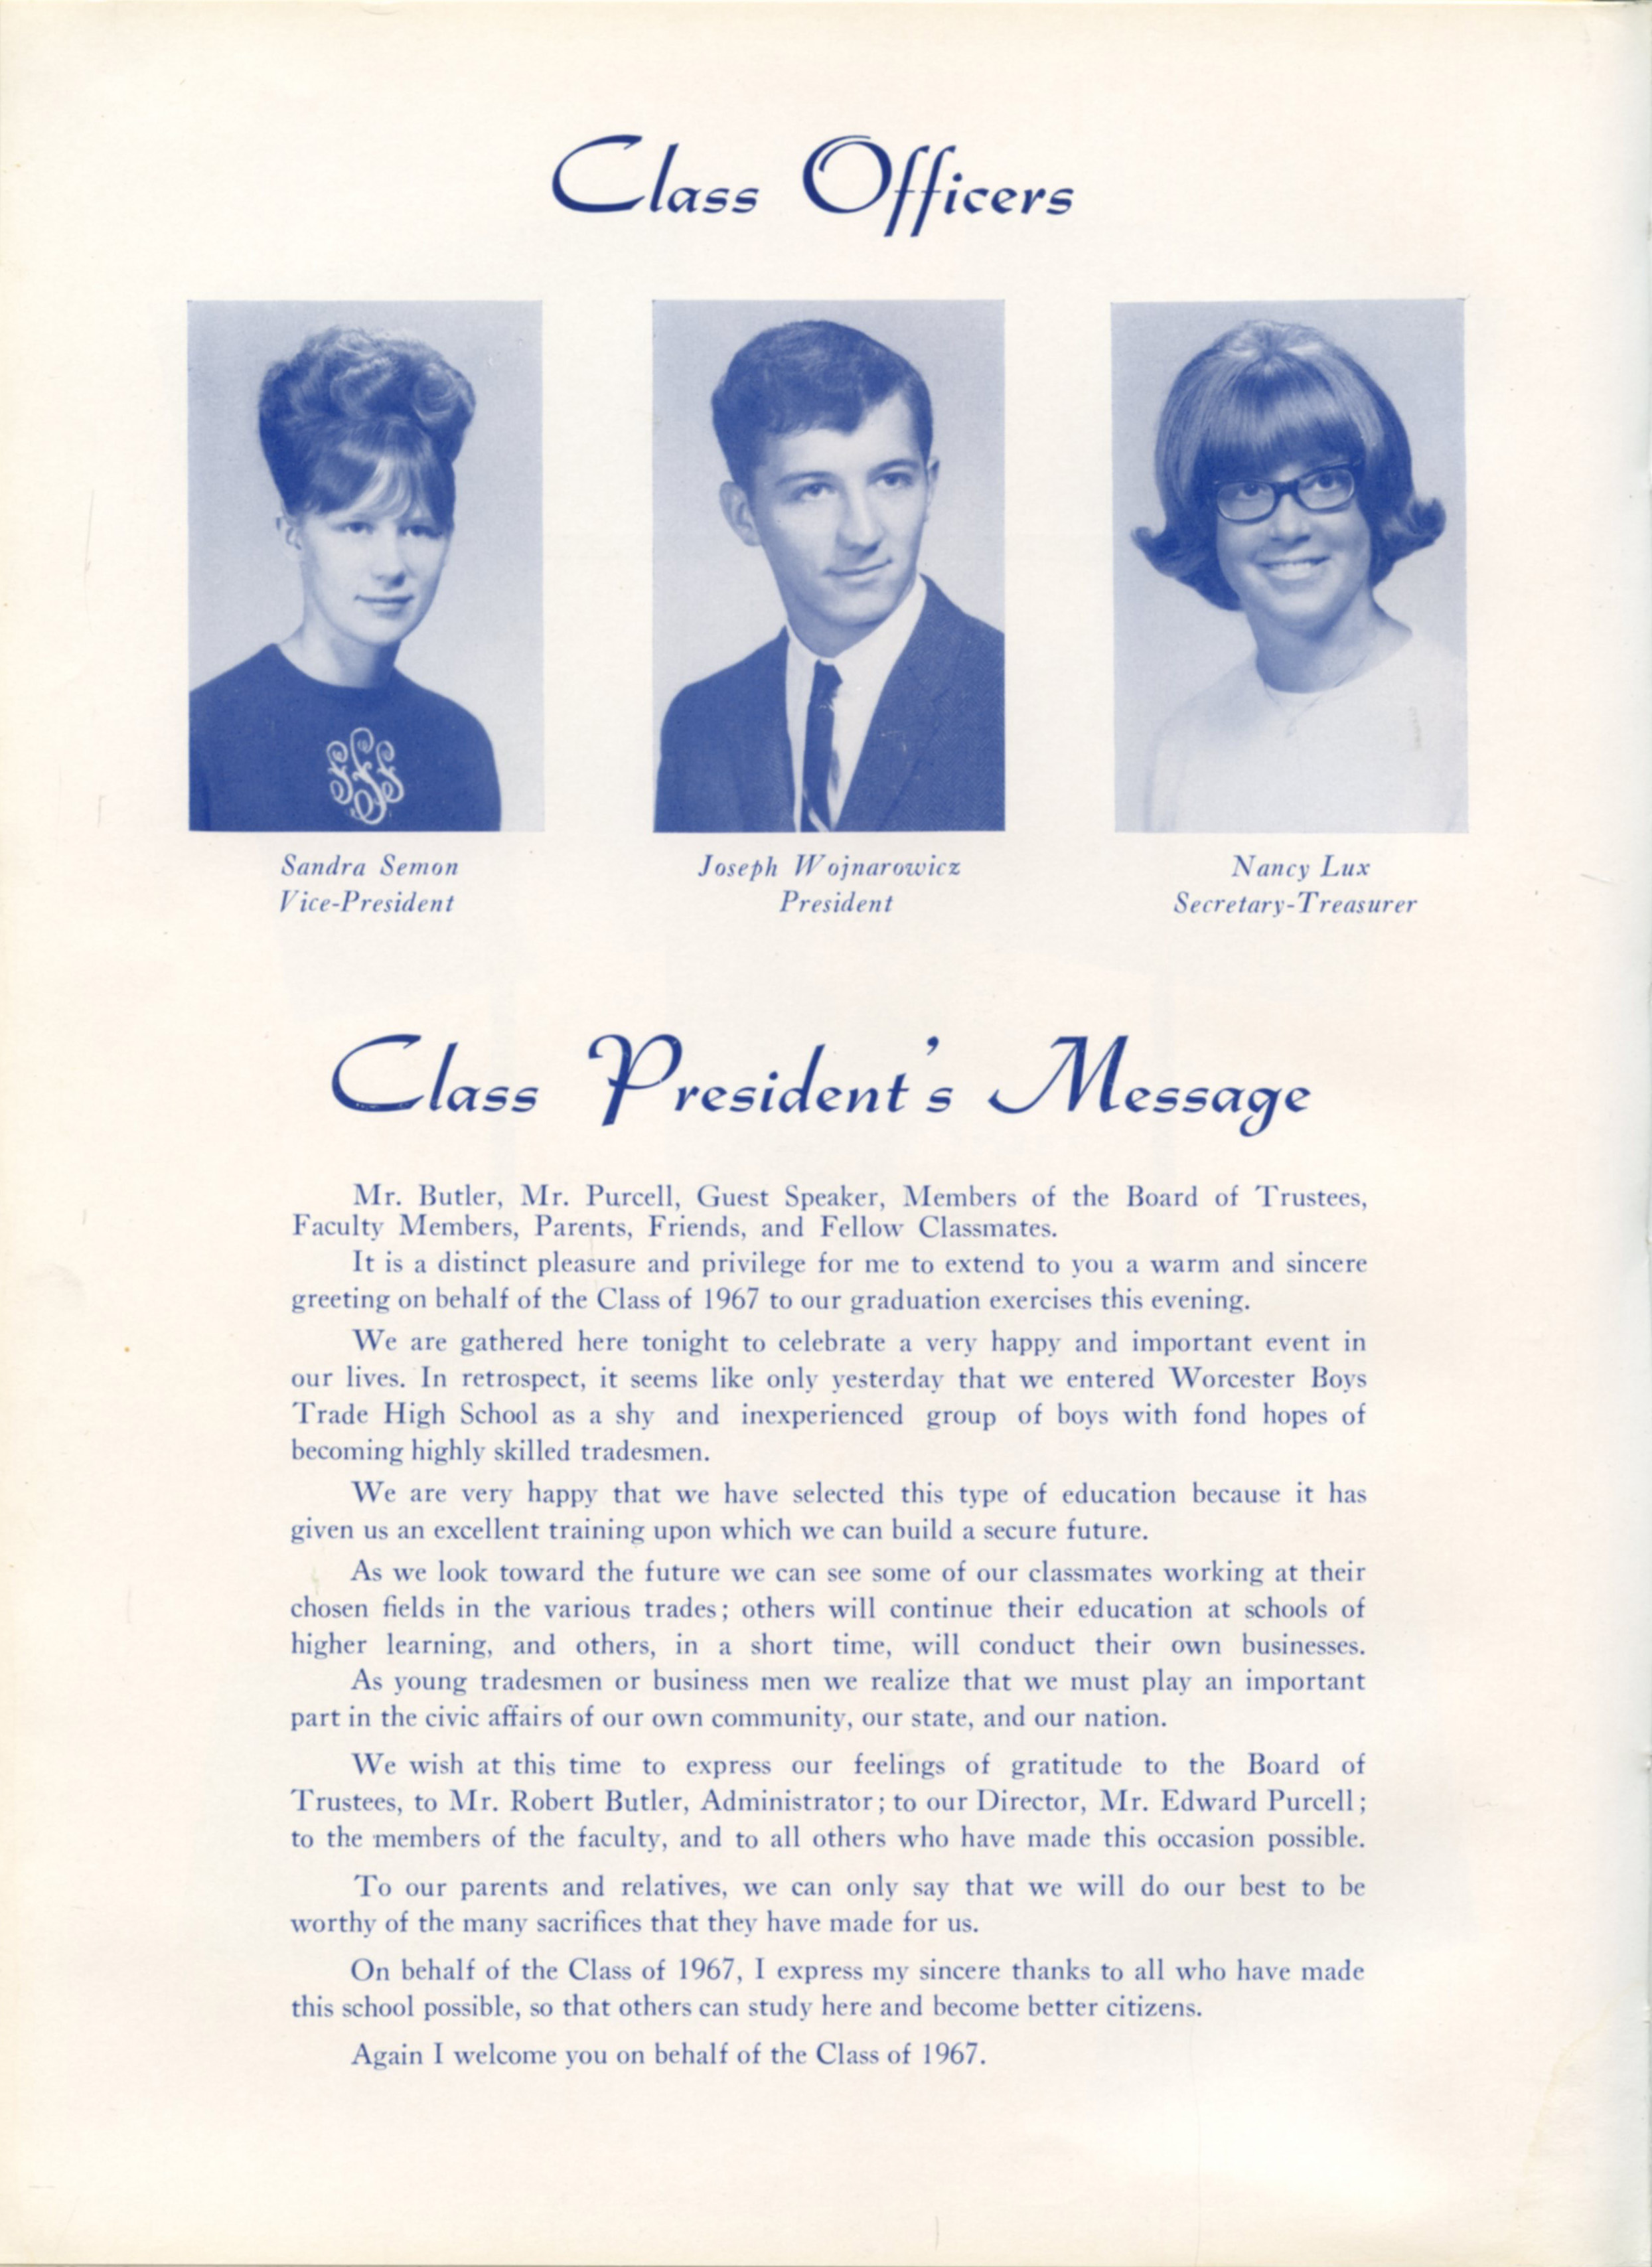 Class Officers
Sandra Semon
Vice-President
Joseph Wojnarowicz
President
Nancy Lux
Secretary-Treasurer
Class President's Message
Mr. Butler, Mr. Purcell, Guest Speaker, Members of the Board of Trustees,
Faculty Members, Parents, Friends, and Fellow Classmates.
It is a distinct pleasure and privilege for me to extend to you a warm and sincere
greeting on behalf of the Class of 1967 to our graduation exercises this evening.
We are gathered here tonight to celebrate a very happy and important event in
our lives. In retrospect, it seems like only yesterday that we entered Worcester Boys
Trade High School as a shy and inexperienced group of boys with fond hopes of
becoming highly skilled tradesmen.
We are very happy that we have selected this type of education because it has
given us an excellent training upon which we can build a secure future.
As we look toward the future we can see some of our classmates working at their
chosen fields in the various trades; others will continue their education at schools of
higher learning, and others, in a short time, will conduct their own businesses.
As young tradesmen or business men we realize that we must play an important
part in the civic affairs of our own community, our state, and our nation.
We wish at this time to express our feelings of gratitude to the Board of
Trustees, to Mr. Robert Butler, Administrator; to our Director, Mr. Edward Purcell;
to the members of the faculty, and to all others who have made this occasion possible.
To our parents and relatives, we can only say that we will do our best to be
worthy of the many sacrifices that they have made for us.
On behalf of the Class of 1967, I express my sincere thanks to all who have made
this school possible, so that others can study here and become better citizens.
Again I welcome you on behalf of the Class of 1967.